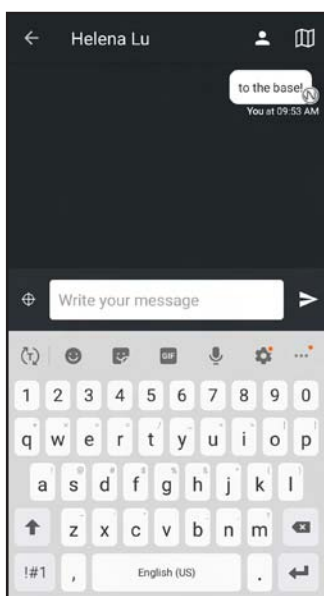 Helena Lu
to the base!
You at 09:53 AM
Write your message
GIF
1 2 3 4 5 6 7 8 9 0
q w e r t y u i o p
a s d f g h j k l
z x c v b n m
!#1 , English (US) .